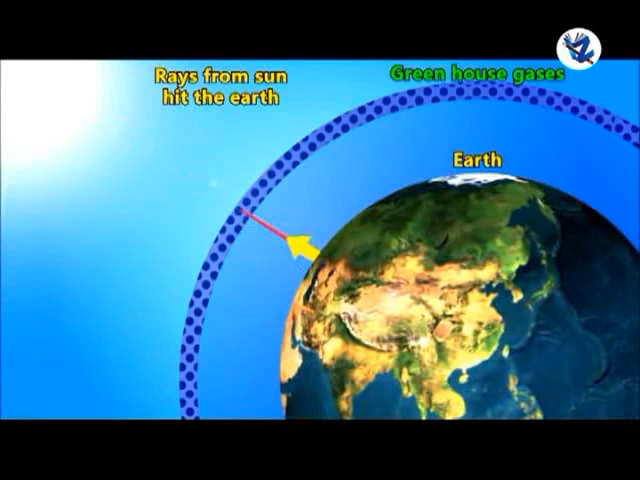 Rays from sun
hit the earth
Green house gases
Earth